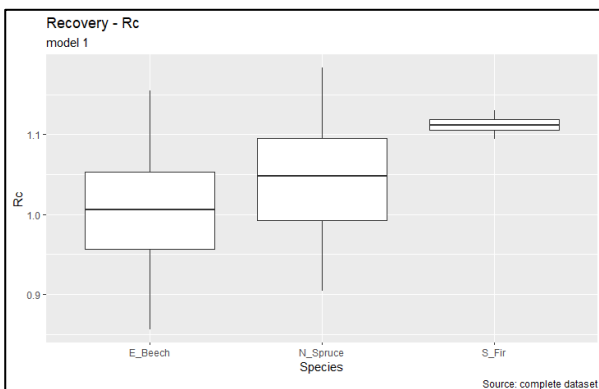 Recovery - Rc
model 1
Rc
1.1
1.0
0.9
E_Beech N_Spruce S_Fir
Species
Source: complete dataset